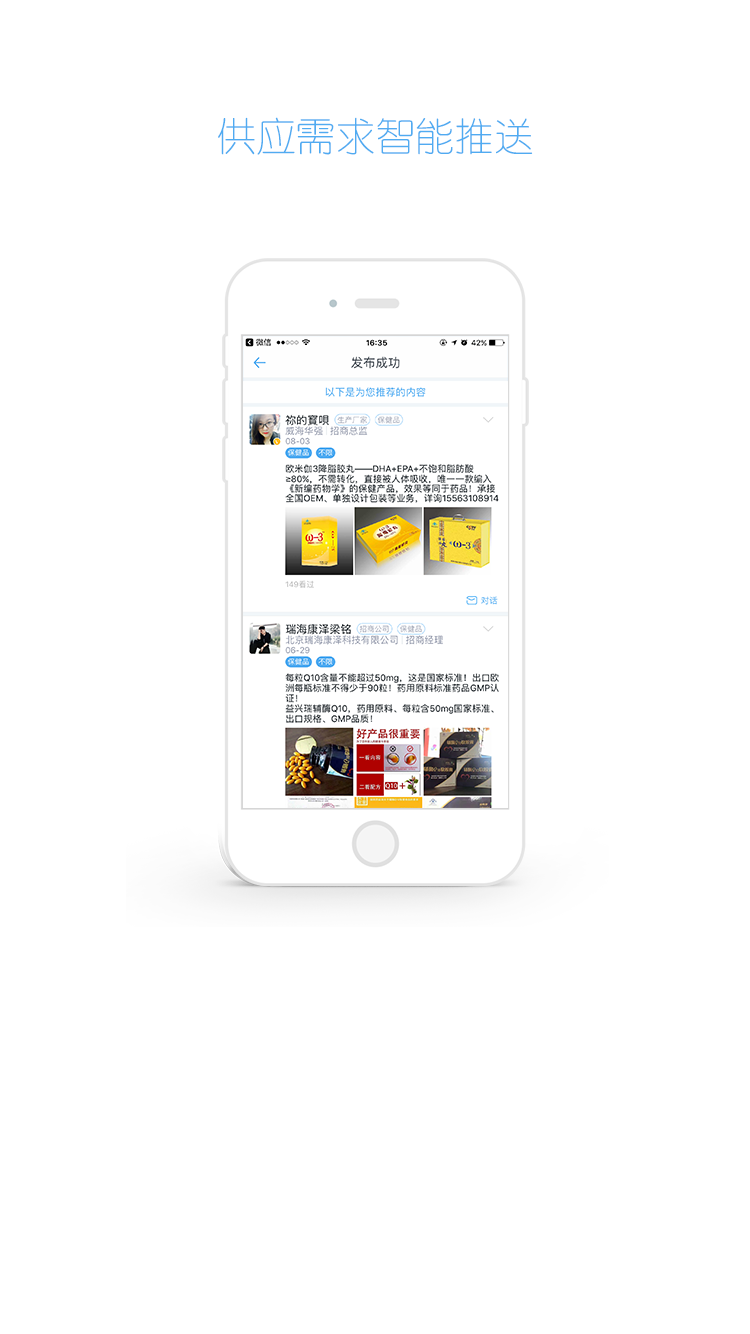 供应需求智能推送
微信 16:35 42%
发布成功
以下是为您推荐的内容
祢的寳唄 生产厂家 保健品
威海华强 招商总监
08-03
保健品 不限
欧米伽3降脂胶丸——DHA+EPA+不饱和脂肪酸
≥80%，不需转化，直接被人体吸收，唯一一款编入
《新编药物学》的保健产品，效果等同于药品！承接
全国OEM、单独设计包装等业务，详询15563108914
ω-3
ω-3
ω-3
149看过
对话
瑞海康泽梁铭 招商公司 保健品
北京瑞海康泽科技有限公司 招商经理
06-29
保健品 不限
每粒Q10含量不能超过50mg，这是国家标准！出口欧
洲每瓶标准不得少于90粒！药用原料标准药品GMP认
证！
益兴瑞辅酶Q10，药用原料、每粒含50mg国家标准、
出口规格、GMP品质！
好产品很重要
一看内容
二看配方 Q10 +